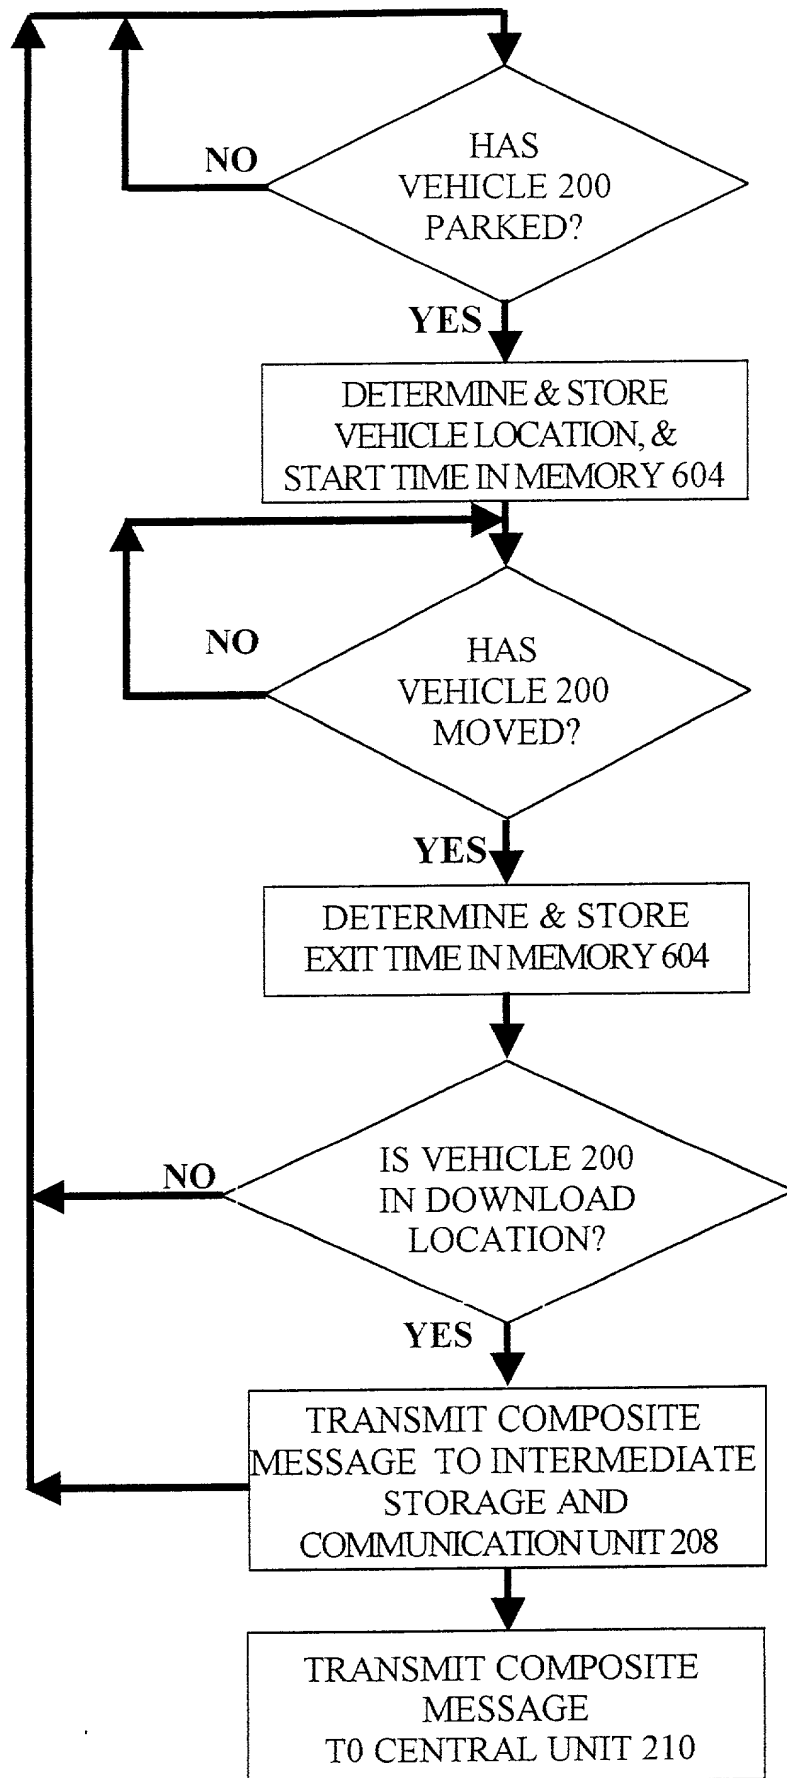 HAS
VEHICLE 200
PARKED?
NO
YES
DETERMINE & STORE
VEHICLE LOCATION, &
START TIME IN MEMORY 604
HAS
VEHICLE 200
MOVED?
NO
YES
DETERMINE & STORE
EXIT TIME IN MEMORY 604
IS VEHICLE 200
IN DOWNLOAD
LOCATION?
NO
YES
TRANSMIT COMPOSITE
MESSAGE TO INTERMEDIATE
STORAGE AND
COMMUNICATION UNIT 208
TRANSMIT COMPOSITE
MESSAGE
T0 CENTRAL UNIT 210